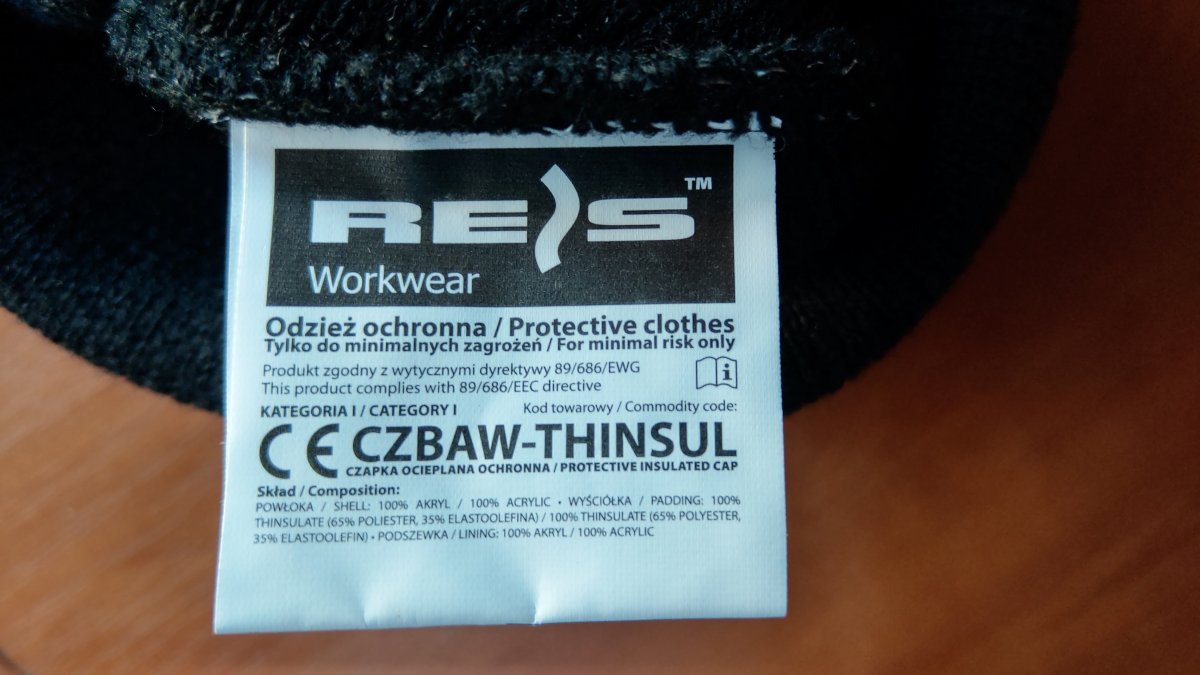 REIS™
Workwear
Odzież ochronna / Protective clothes
Tylko do minimalnych zagrożeń / For minimal risk only
Produkt zgodny z wytycznymi dyrektywy 89/686/EWG
This product complies with 89/686/EEC directive
KATEGORIA I / CATEGORY I
Kod towarowy / Commodity code:
CE CZBAW-THINSUL
CZAPKA OCIEPLANA OCHRONNA / PROTECTIVE INSULATED CAP
Skład / Composition:
POWŁOKA / SHELL: 100% AKRYL / 100% ACRYLIC • WYŚCIÓŁKA / PADDING: 100%
THINSULATE (65% POLIESTER, 35% ELASTOOLEFINA) / 100% THINSULATE (65% POLYESTER,
35% ELASTOOLEFIN) • PODSZEWKA / LINING: 100% AKRYL / 100% ACRYLIC